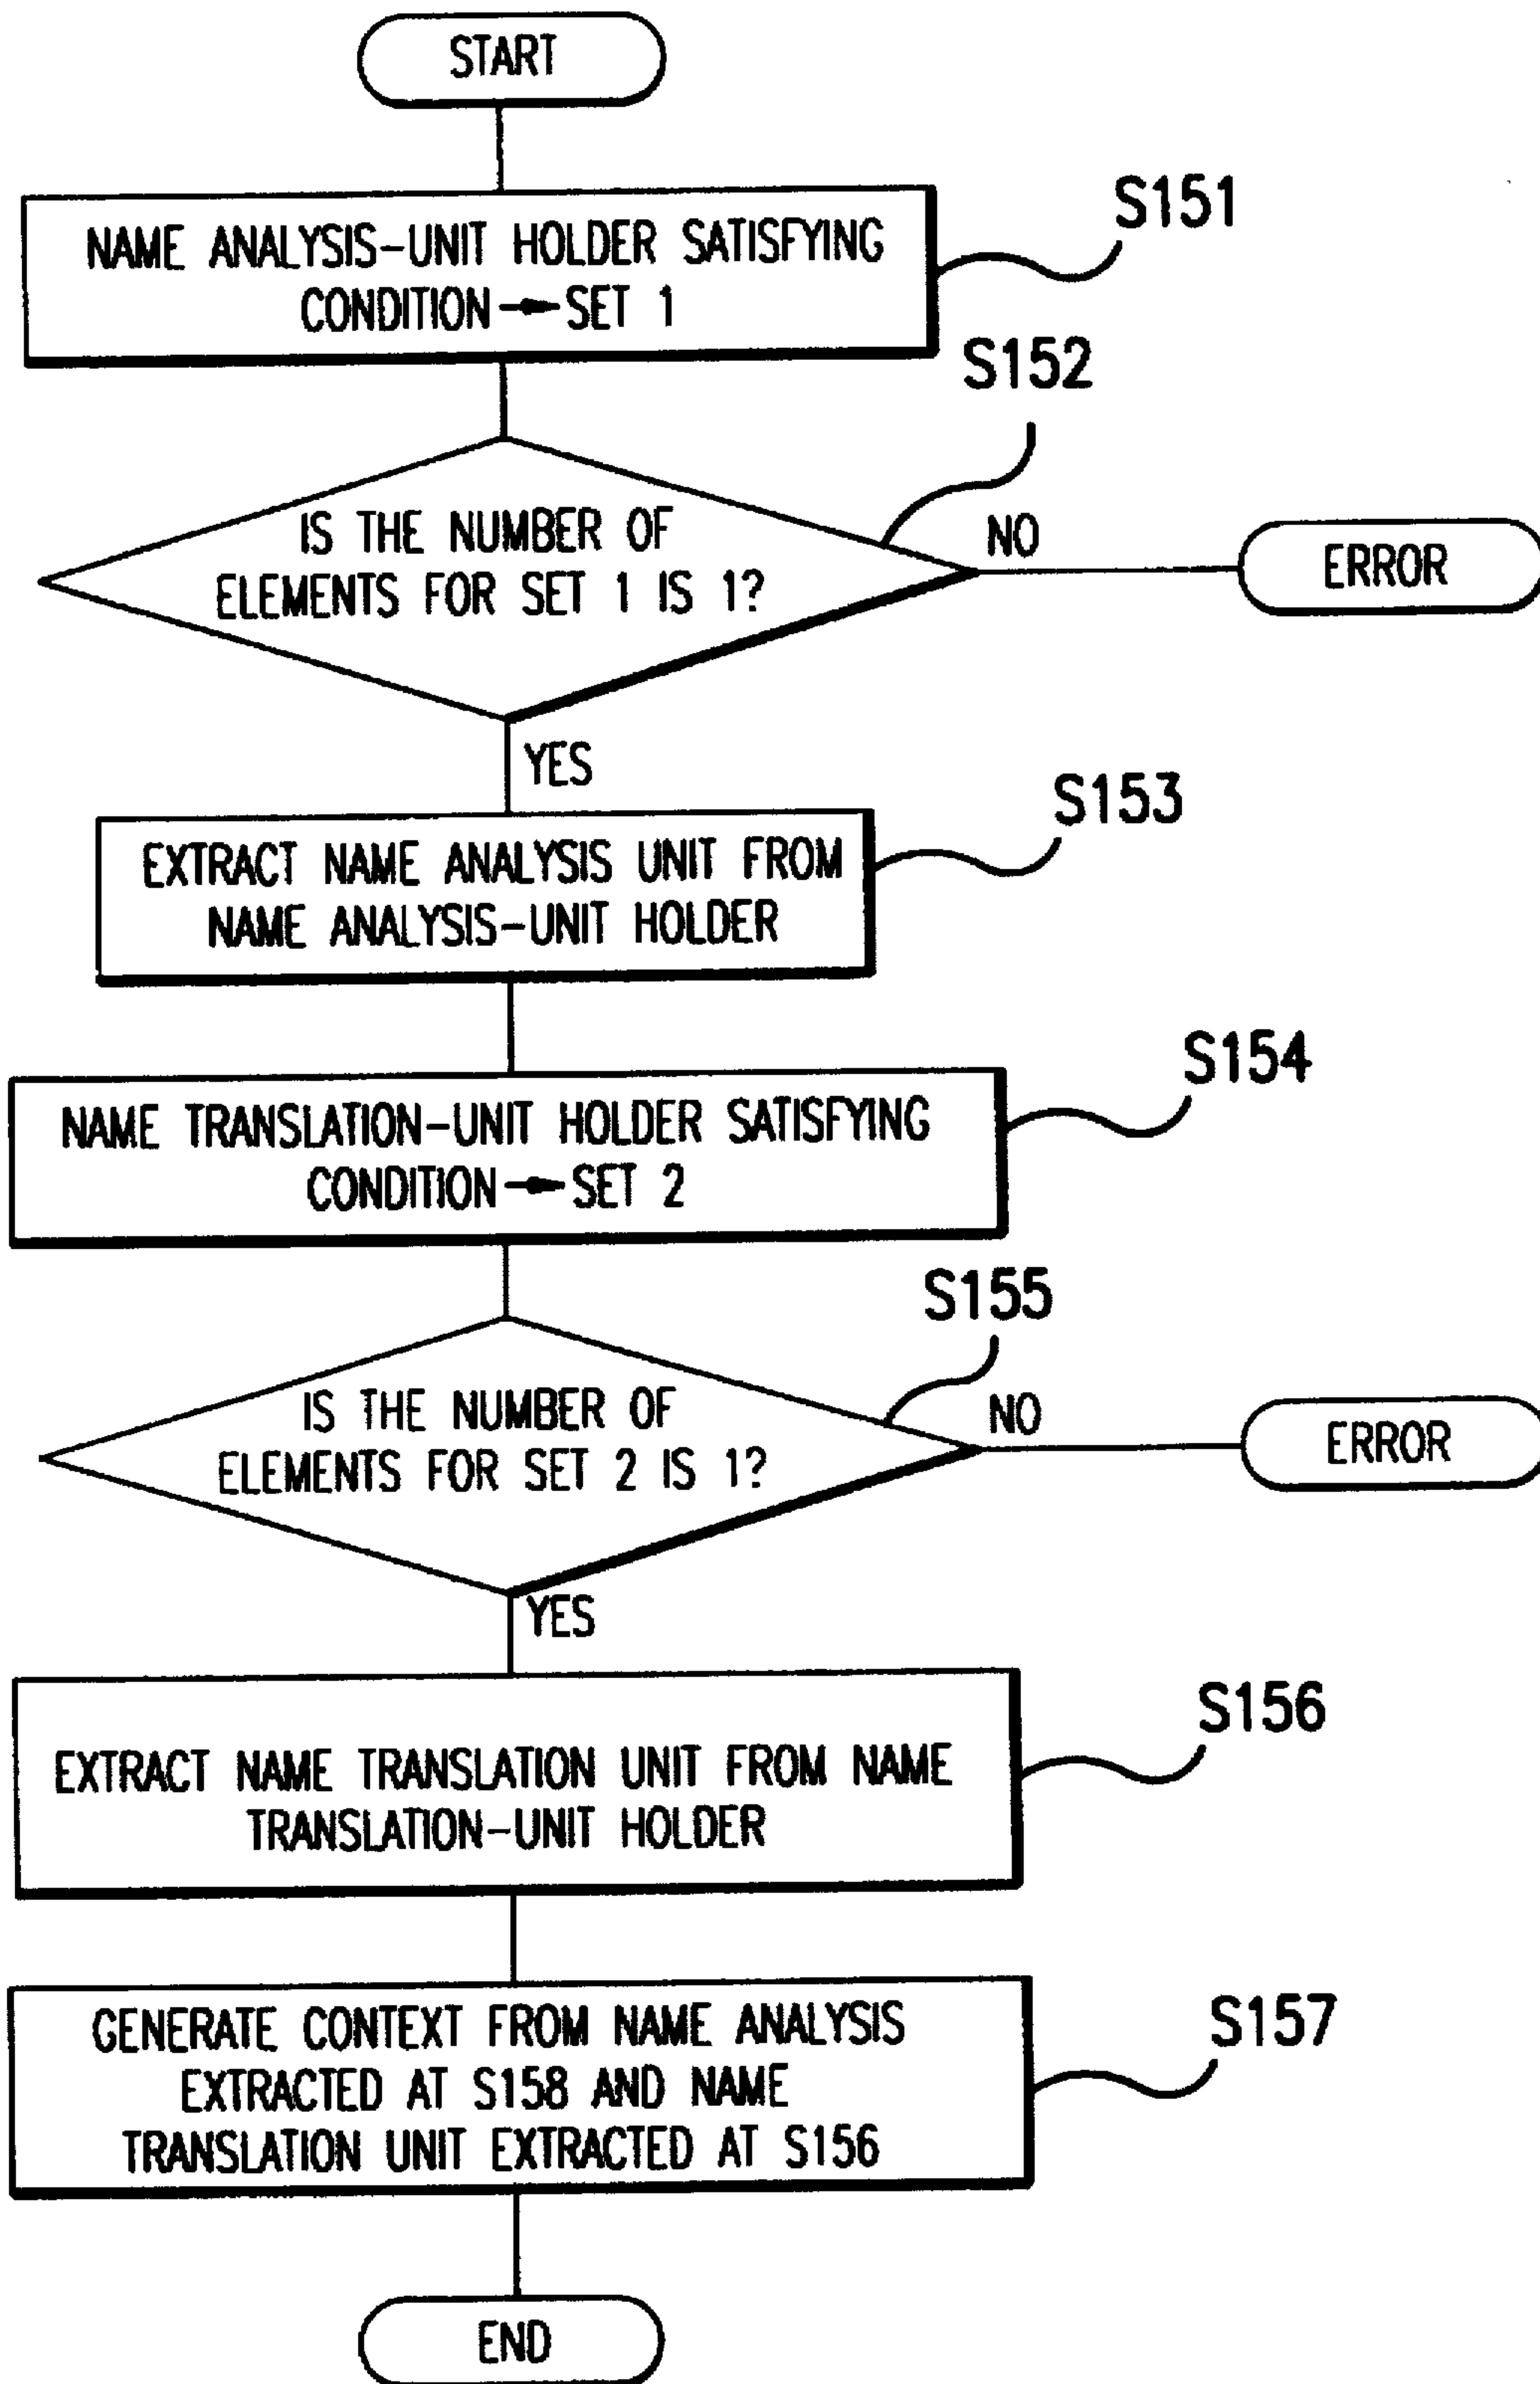 START
NAME ANALYSIS-UNIT HOLDER SATISFYING
CONDITION → SET 1
S151
S152
IS THE NUMBER OF
ELEMENTS FOR SET 1 IS 1?
NO
ERROR
YES
S153
EXTRACT NAME ANALYSIS UNIT FROM
NAME ANALYSIS-UNIT HOLDER
S154
NAME TRANSLATION-UNIT HOLDER SATISFYING
CONDITION → SET 2
S155
IS THE NUMBER OF
ELEMENTS FOR SET 2 IS 1?
NO
ERROR
YES
S156
EXTRACT NAME TRANSLATION UNIT FROM NAME
TRANSLATION-UNIT HOLDER
S157
GENERATE CONTEXT FROM NAME ANALYSIS
EXTRACTED AT S158 AND NAME
TRANSLATION UNIT EXTRACTED AT S156
END